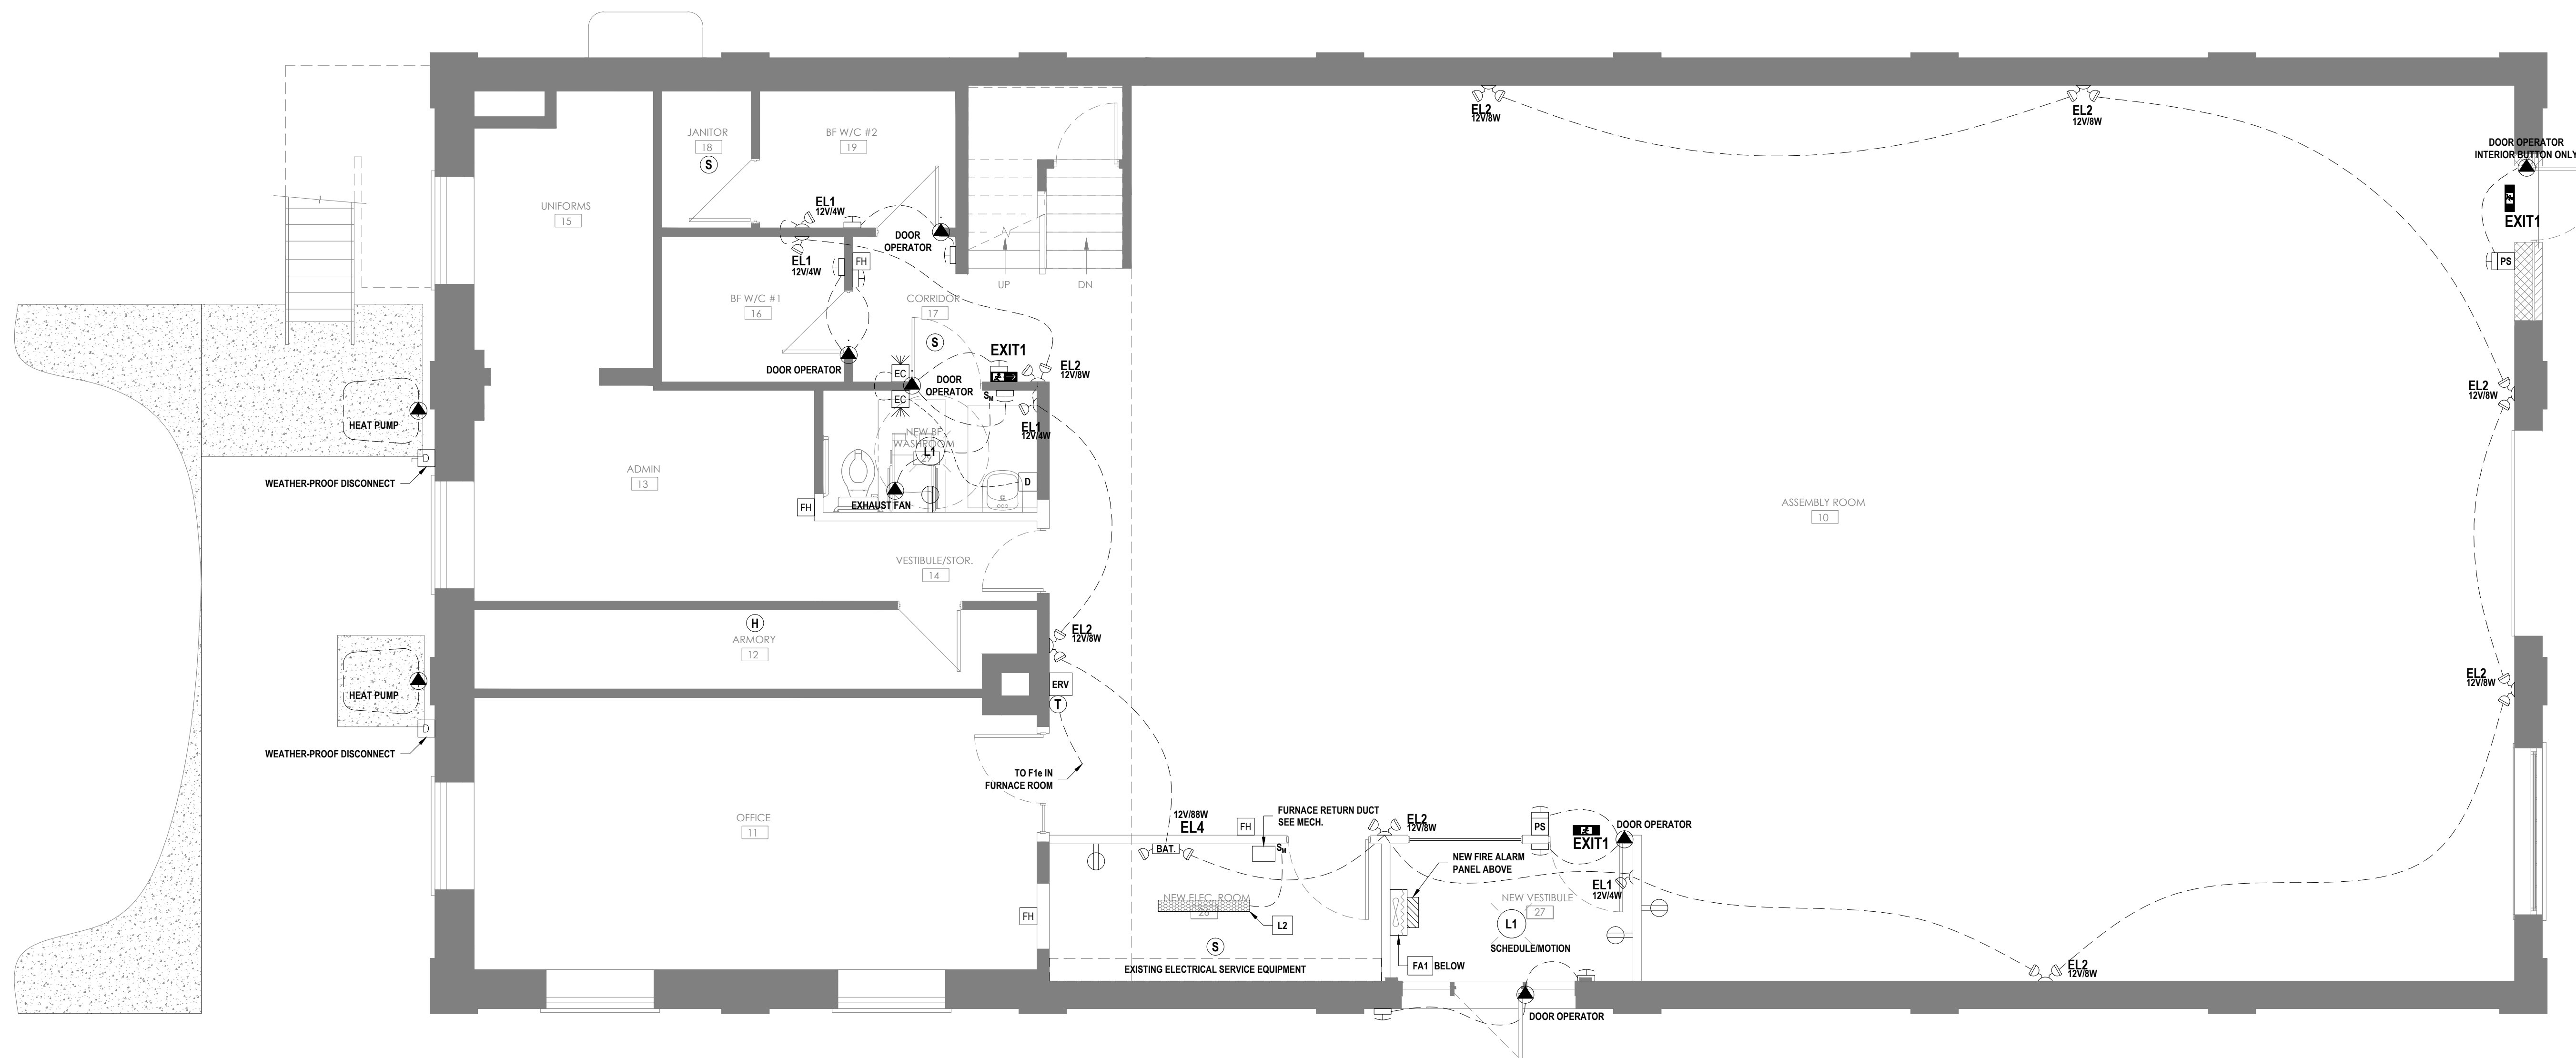 EL2
12V/8W
EL2
12V/8W
DOOR OPERATOR
INTERIOR BUTTON ONLY
EXIT1
PS
JANITOR
18
S
BF W/C #2
19
UNIFORMS
15
EL1
12V/4W
DOOR
OPERATOR
EL1
12V/4W
FH
BF W/C #1
16
CORRIDOR
17
UP
DN
S
EXIT1
DOOR OPERATOR
EC
DOOR
OPERATOR
EC
SM
EL2
12V/8W
EL1
12V/4W
EL2
12V/8W
HEAT PUMP
NEW BF
WASHROOM
L1
D
WEATHER-PROOF DISCONNECT
ADMIN
13
D
EXHAUST FAN
FH
ASSEMBLY ROOM
10
VESTIBULE/STOR.
14
H
ARMORY
12
EL2
12V/8W
ERV
T
HEAT PUMP
D
WEATHER-PROOF DISCONNECT
EL2
12V/8W
TO F1e IN
FURNACE ROOM
OFFICE
11
12V/88W
EL4
BAT.
FH
FURNACE RETURN DUCT
SEE MECH.
SM
EL2
12V/8W
PS
EXIT1
DOOR OPERATOR
NEW FIRE ALARM
PANEL ABOVE
EL1
12V/4W
NEW ELEC. ROOM
26
FH
L2
NEW VESTIBULE
27
L1
SCHEDULE/MOTION
S
FA1 BELOW
EXISTING ELECTRICAL SERVICE EQUIPMENT
EL2
12V/8W
DOOR OPERATOR